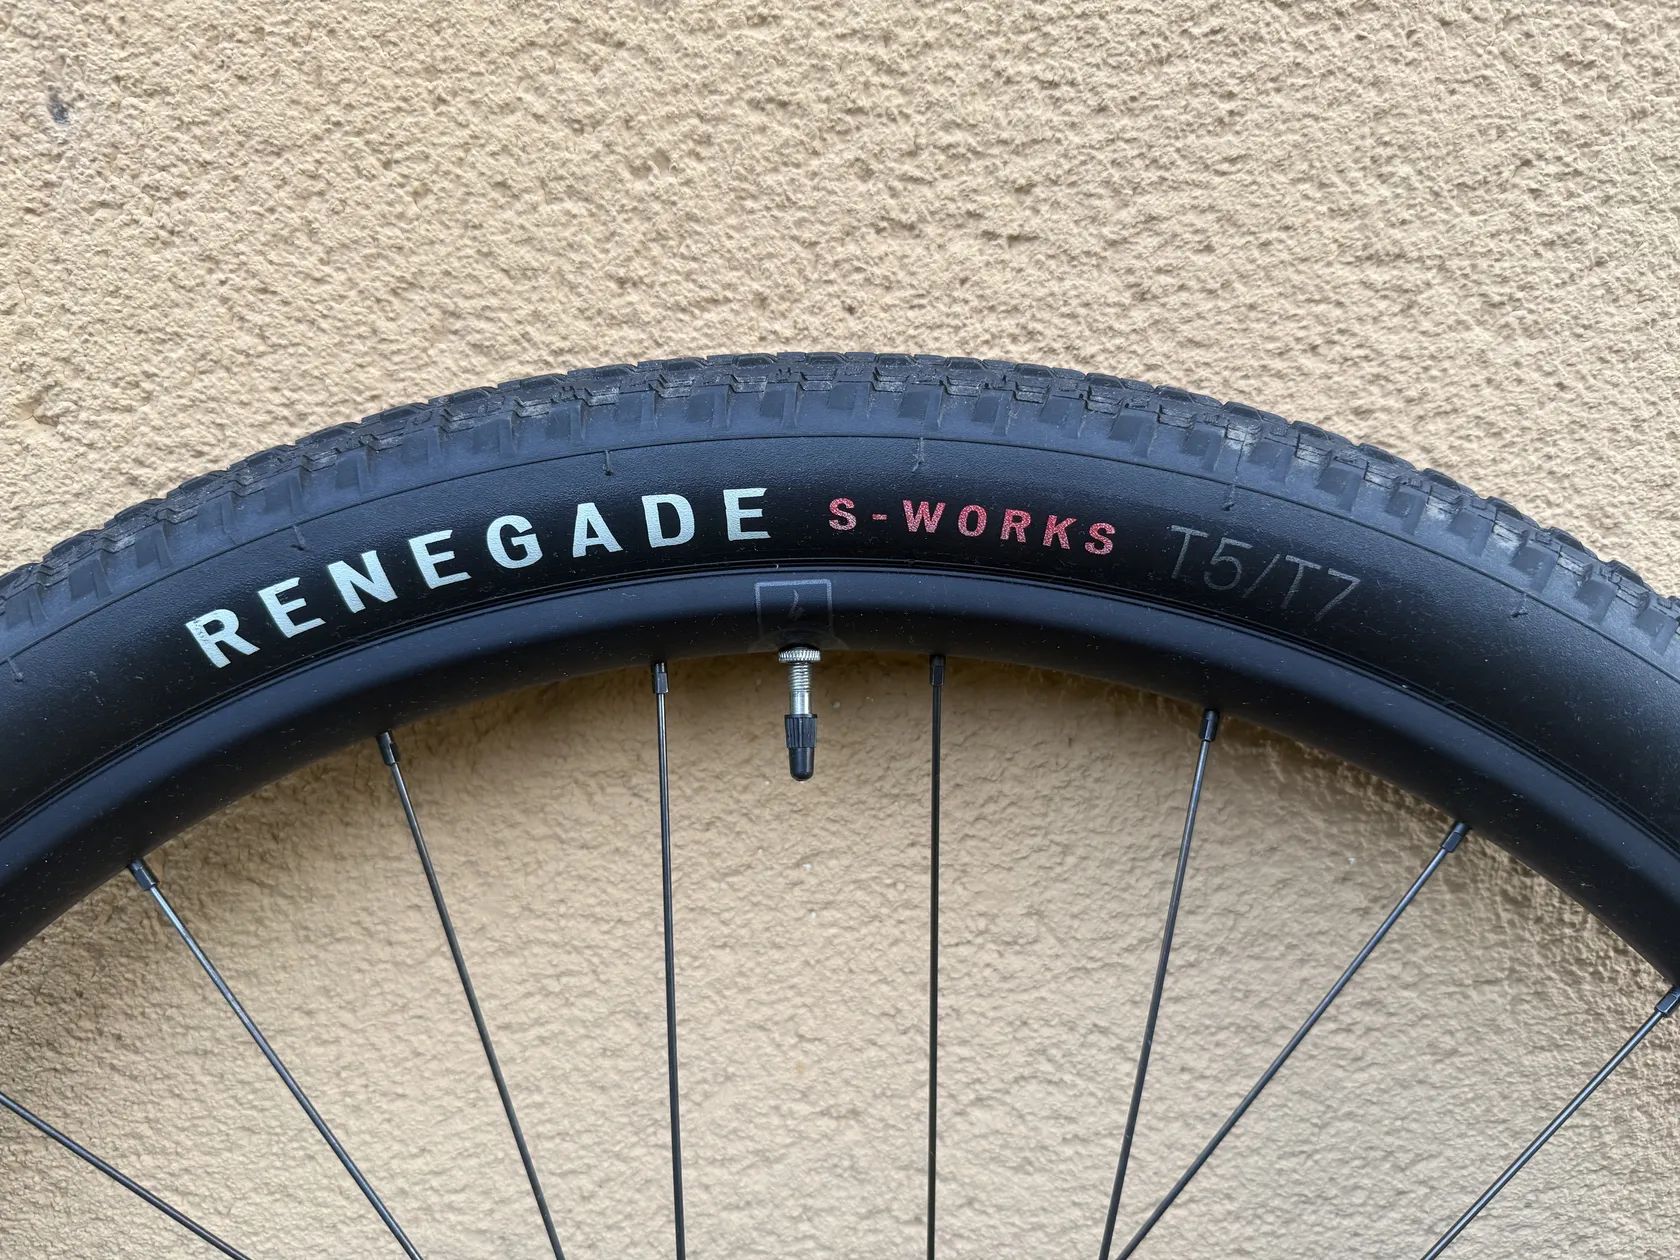 RENEGADE S-WORKS T5/T7